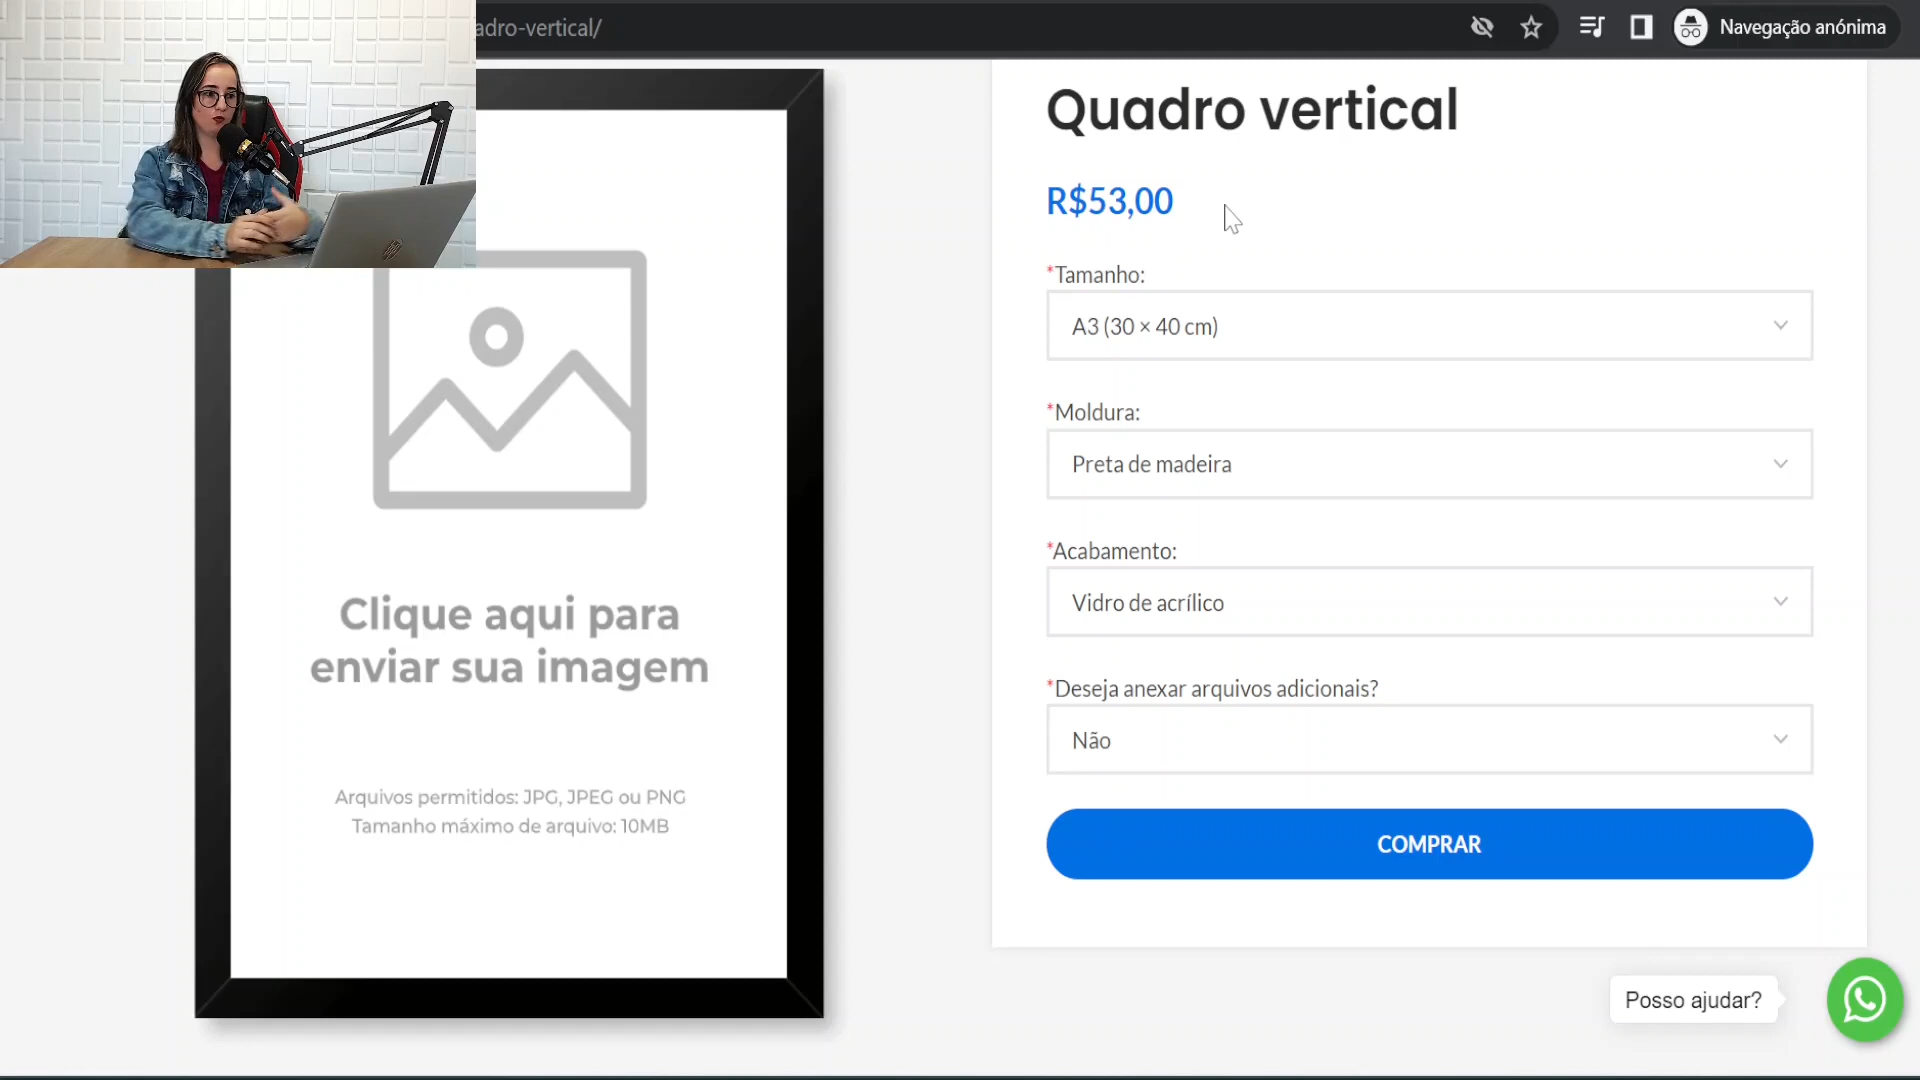 adro-vertical/
Navegação anónima
Quadro vertical
R$53,00
*Tamanho:
A3 (30 × 40 cm)
*Moldura:
Preta de madeira
*Acabamento:
Vidro de acrílico
*Deseja anexar arquivos adicionais?
Não
COMPRAR
Clique aqui para
enviar sua imagem
Arquivos permitidos: JPG, JPEG ou PNG
Tamanho máximo de arquivo: 10MB
Posso ajudar?